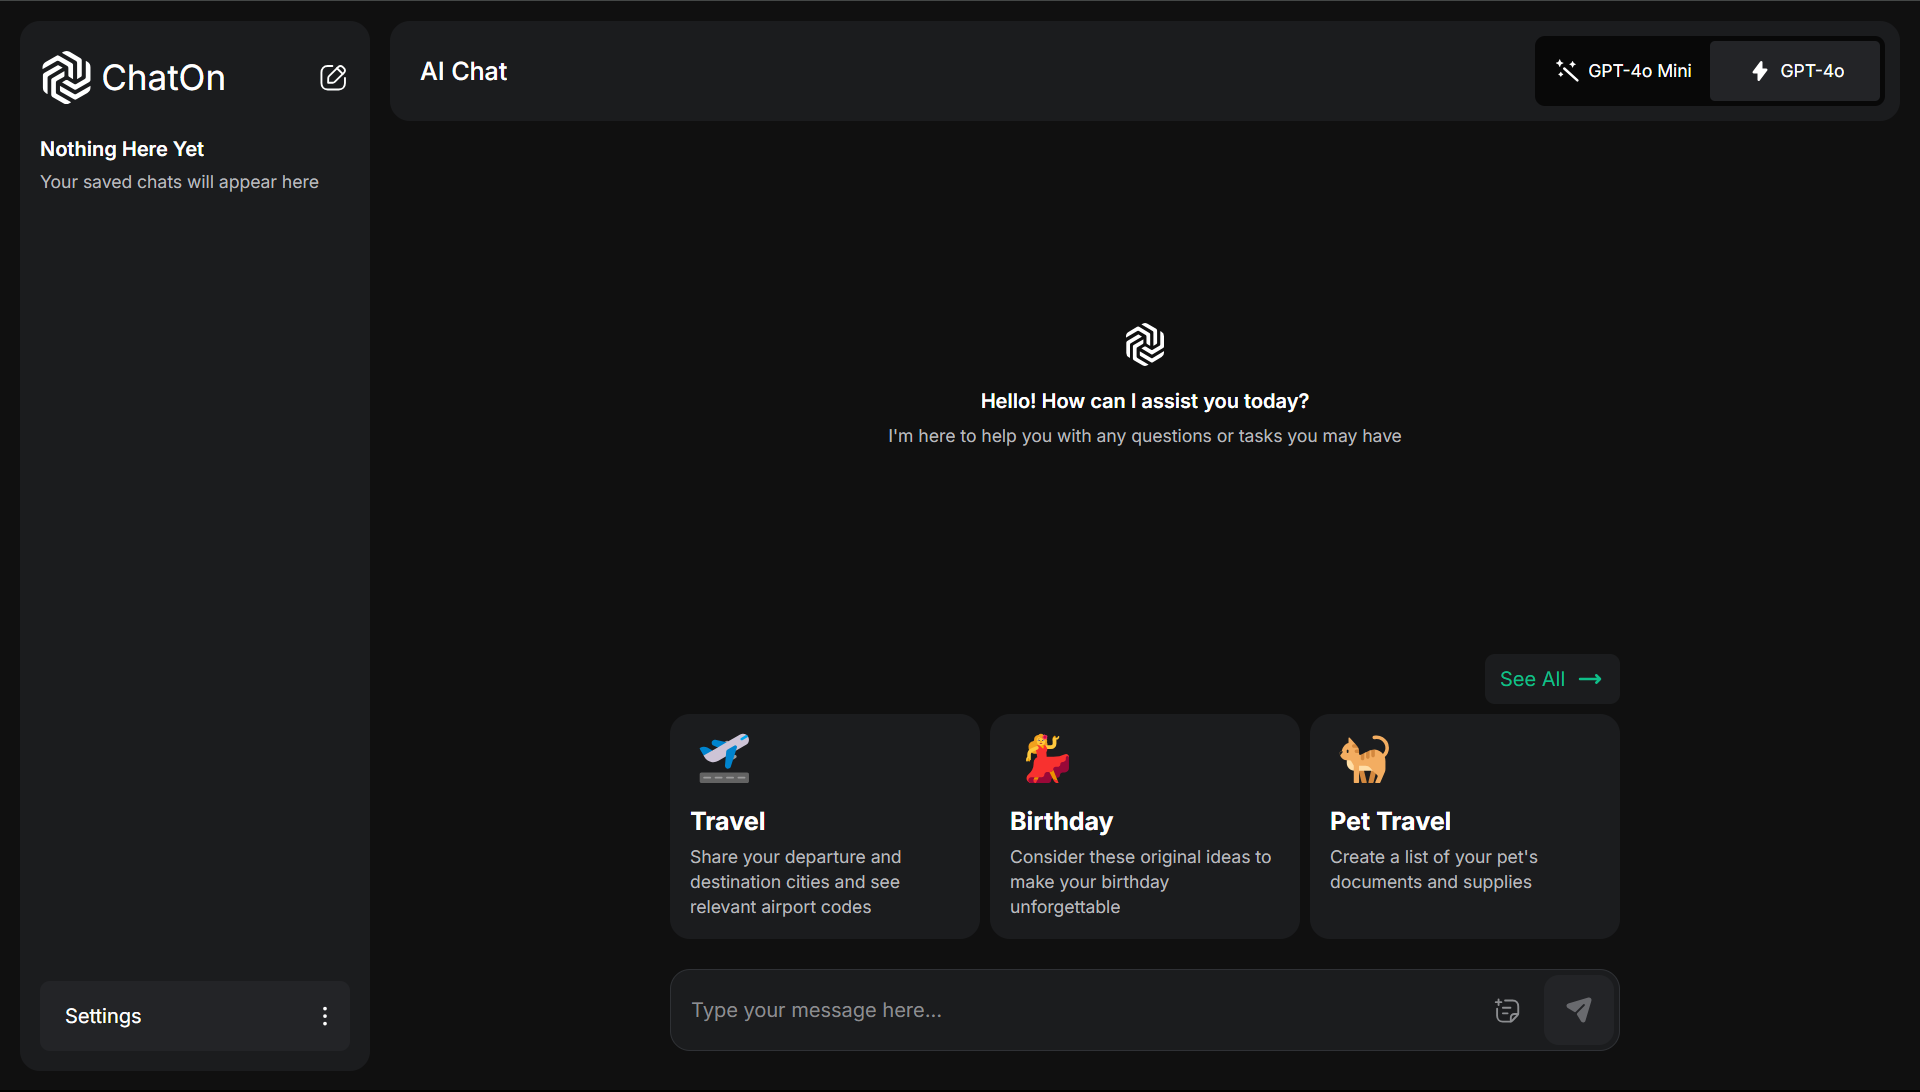 ChatOn
Nothing Here Yet
Your saved chats will appear here
Settings
AI Chat
GPT-4o Mini
GPT-4o
Hello! How can I assist you today?
I'm here to help you with any questions or tasks you may have
See All
Travel
Share your departure and
destination cities and see
relevant airport codes
Birthday
Consider these original ideas to
make your birthday
unforgettable
Pet Travel
Create a list of your pet's
documents and supplies
Type your message here...